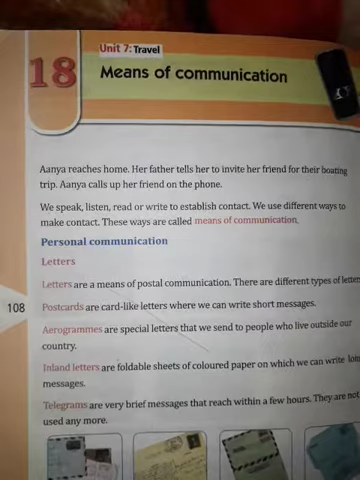 Unit 7: Travel
18
Means of communication
Aanya reaches home. Her father tells her to invite her friend for their boating
trip. Aanya calls up her friend on the phone.
We speak, listen, read or write to establish contact. We use different ways to
make contact. These ways are called means of communication.
Personal communication
Letters
Letters are a means of postal communication. There are different types of letters
108
Postcards are card-like letters where we can write short messages.
Aerogrammes are special letters that we send to people who live outside our
country.
Inland letters are foldable sheets of coloured paper on which we can write
messages.
Telegrams are very brief messages that reach within a few hours. They are not
used any more.